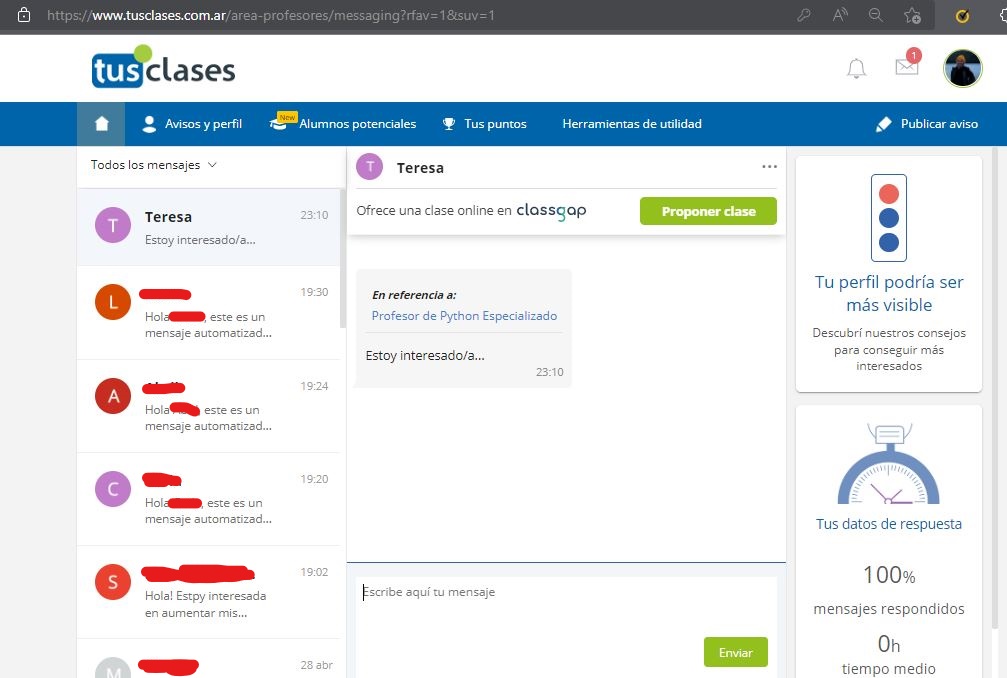 https://www.tusclases.com.ar/area-profesores/messaging?rfav=1&suv=1
tusclases
1
Avisos y perfil
New
Alumnos potenciales
Tus puntos
Herramientas de utilidad
Publicar aviso
Todos los mensajes
T
Teresa
23:10
Estoy interesado/a...
L
19:30
Hola, este es un
mensaje automatizad...
A
19:24
Hola, este es un
mensaje automatizad...
C
19:20
Hola, este es un
mensaje automatizad...
S
19:02
Hola! Estpy interesada
en aumentar mis...
M
28 abr
T
Teresa
Ofrece una clase online en classgap
Proponer clase
En referencia a:
Profesor de Python Especializado
Estoy interesado/a...
23:10
Escribe aquí tu mensaje
Enviar
Tu perfil podría ser
más visible
Descubrí nuestros consejos
para conseguir más
interesados
Tus datos de respuesta
100%
mensajes respondidos
0h
tiempo medio